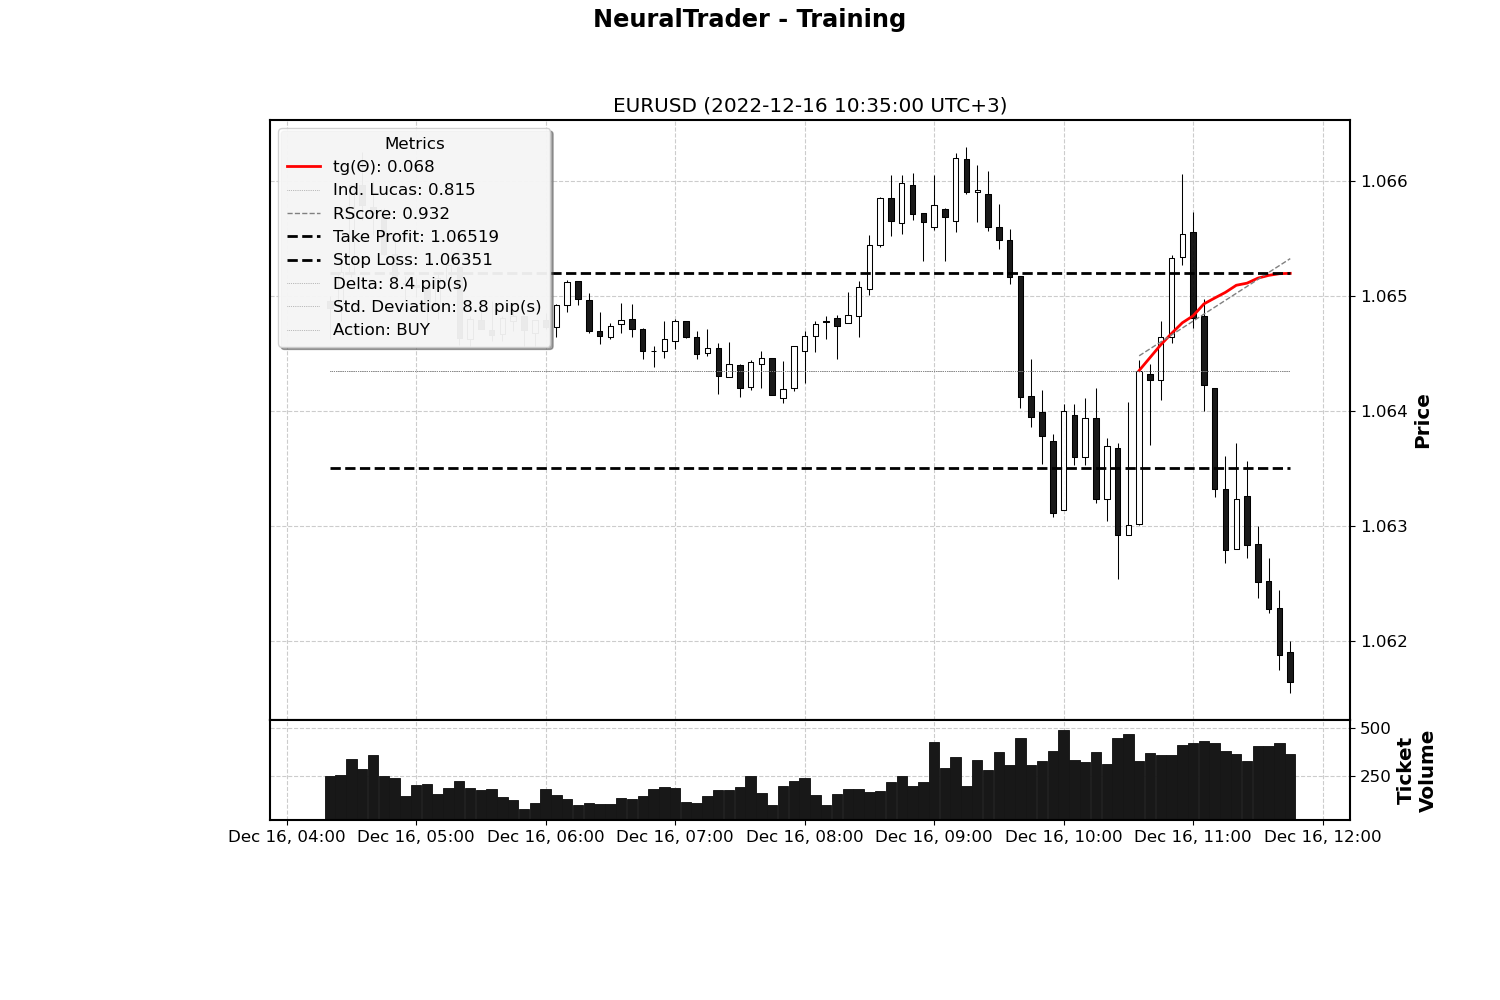 NeuralTrader - Training
EURUSD (2022-12-16 10:35:00 UTC+3)
Metrics
tg(Θ): 0.068
Ind. Lucas: 0.815
RScore: 0.932
Take Profit: 1.06519
Stop Loss: 1.06351
Delta: 8.4 pip(s)
Std. Deviation: 8.8 pip(s)
Action: BUY
1.066
1.065
1.064
1.063
1.062
Price
500
250
Ticket
Volume
Dec 16, 04:00 Dec 16, 05:00 Dec 16, 06:00 Dec 16, 07:00 Dec 16, 08:00 Dec 16, 09:00 Dec 16, 10:00 Dec 16, 11:00 Dec 16, 12:00